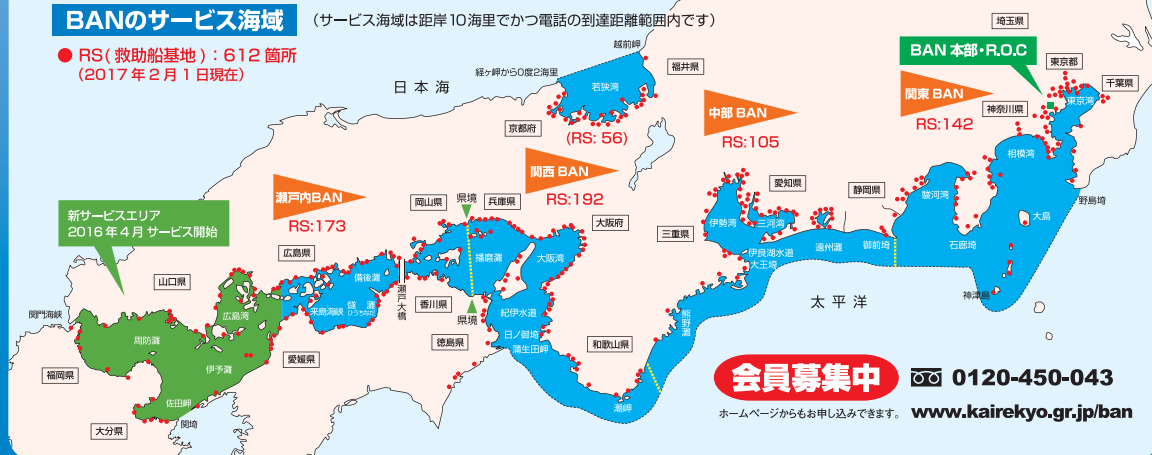 BANのサービス海域
（サービス海域は距岸10海里でかつ電話の到達距離範囲内です）
● RS(救助船基地)：612箇所
（2017年2月1日現在）
日本海
経ヶ岬から0度2海里
越前岬
若狭湾
福井県
京都府
(RS: 56)
埼玉県
BAN 本部・R.O.C
東京都
千葉県
東京湾
関東 BAN
RS:142
神奈川県
相模湾
中部 BAN
RS:105
関西 BAN
RS:192
瀬戸内BAN
RS:173
新サービスエリア
2016年4月 サービス開始
岡山県
県境
兵庫県
大阪府
愛知県
静岡県
駿河湾
大島
野島埼
三重県
伊勢湾
三河湾
伊良湖水道
大王埼
遠州灘
御前埼
石廊埼
神津島
太平洋
広島県
山口県
備後灘
燧灘
ひうちなだ
来島海峡
瀬戸大橋
播磨灘
大阪湾
香川県
県境
徳島県
紀伊水道
日ノ御埼
蒲生田岬
和歌山県
熊野灘
潮岬
関門海峡
周防灘
広島湾
伊予灘
愛媛県
福岡県
佐田岬
大分県
関埼
会員募集中
0120-450-043
ホームページからもお申し込みできます。
www.kairekyo.gr.jp/ban